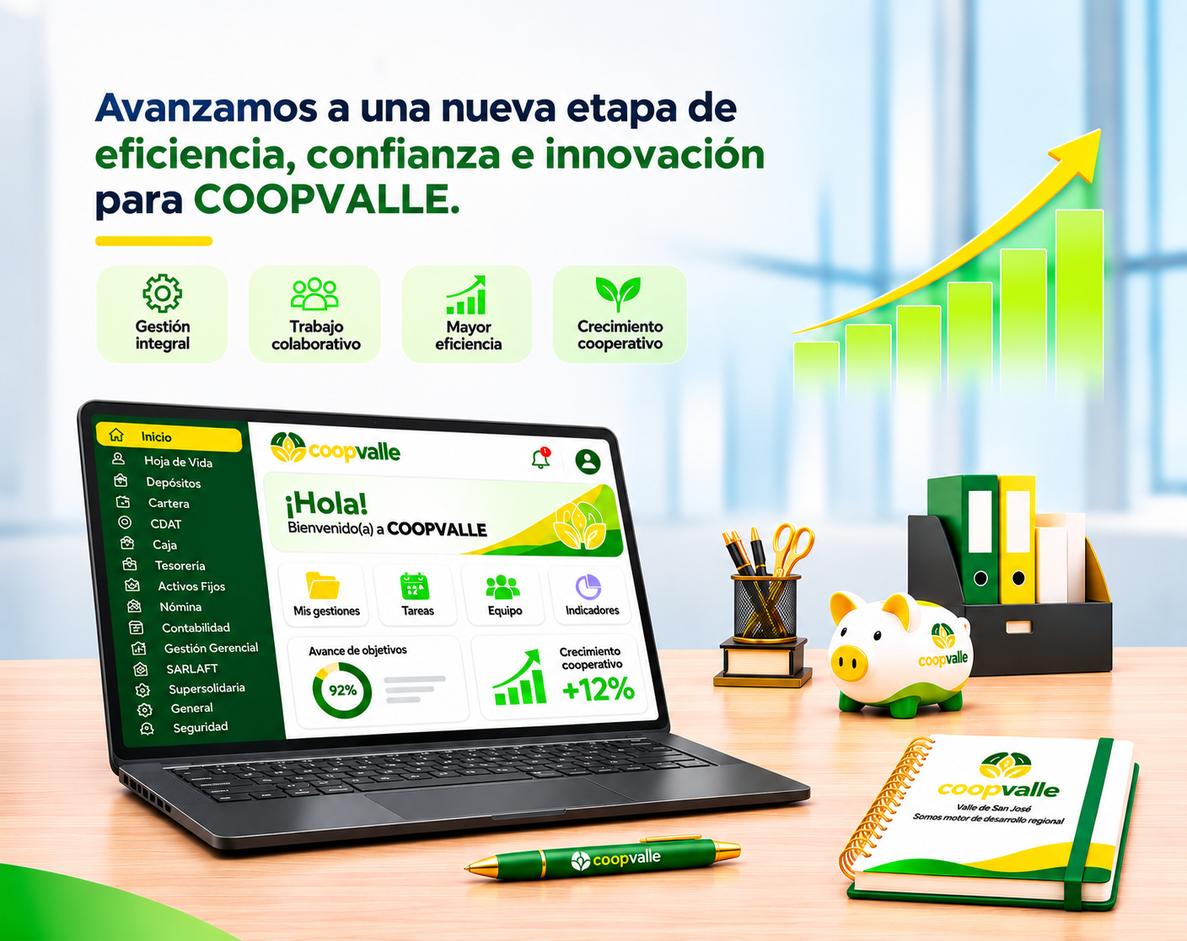 Avanzamos a una nueva etapa de
eficiencia, confianza e innovación
para COOPVALLE.
Gestión
integral
Trabajo
colaborativo
Mayor
eficiencia
Crecimiento
cooperativo
Inicio
Hoja de Vida
Depósitos
Cartera
CDAT
Caja
Tesorería
Activos Fijos
Nómina
Contabilidad
Gestión Gerencial
SARLAFT
Supersolidaria
General
Seguridad
coopvalle
1
¡Hola!
Bienvenido(a) a COOPVALLE
Mis gestiones
Tareas
Equipo
Indicadores
Avance de objetivos
92%
Crecimiento
cooperativo
+12%
coopvalle
coopvalle
Valle de San José
Somos motor de desarrollo regional
coopvalle